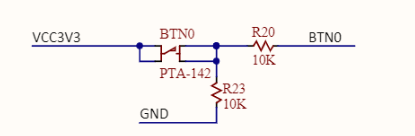 VCC3V3
BTN0
R20
BTN0
PTA-142
10K
R23
10K
GND